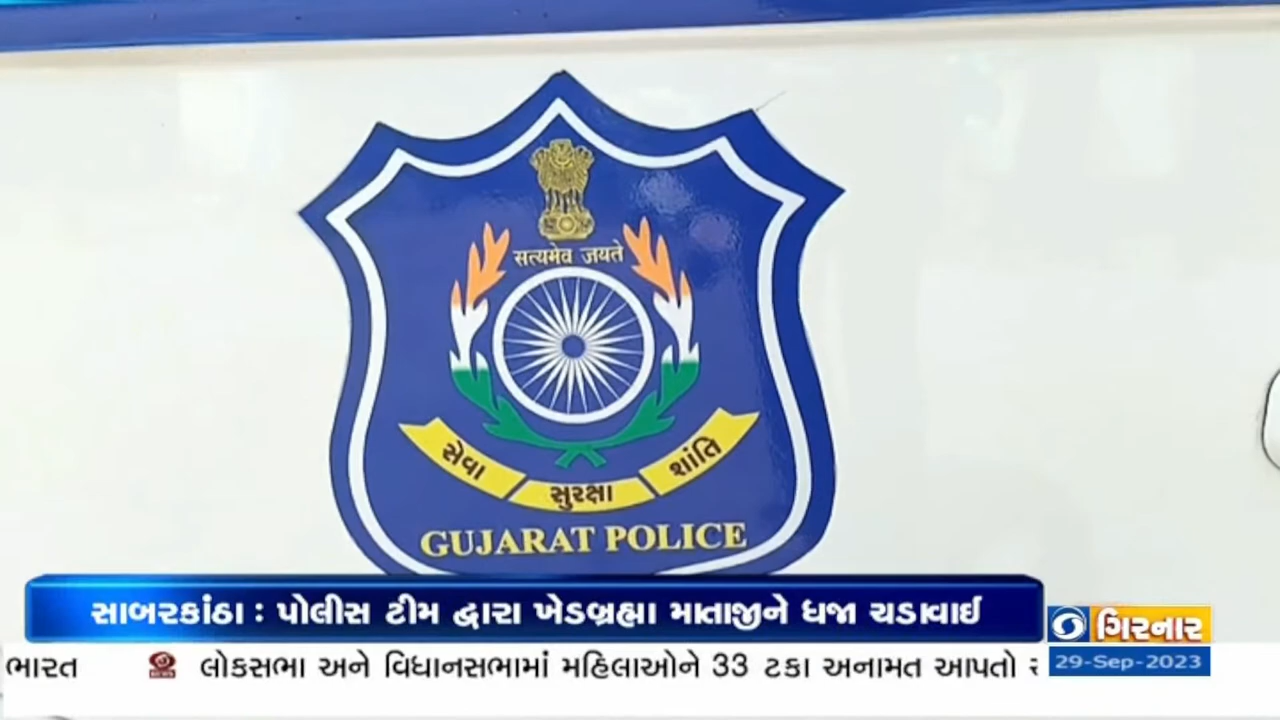 सत्यमेव जयते
સેવા
સુરક્ષા
શાંતિ
GUJARAT POLICE
સાબરકાંઠા : પોલીસ ટીમ દ્વારા ખેડબ્રહ્મા માતાજીને ધજા ચડાવાઈ
ગિરનાર
ભારત NEWS લોકસભા અને વિધાનસભામાં મહિલાઓને 33 ટકા અનામત આપતો
29-Sep-2023